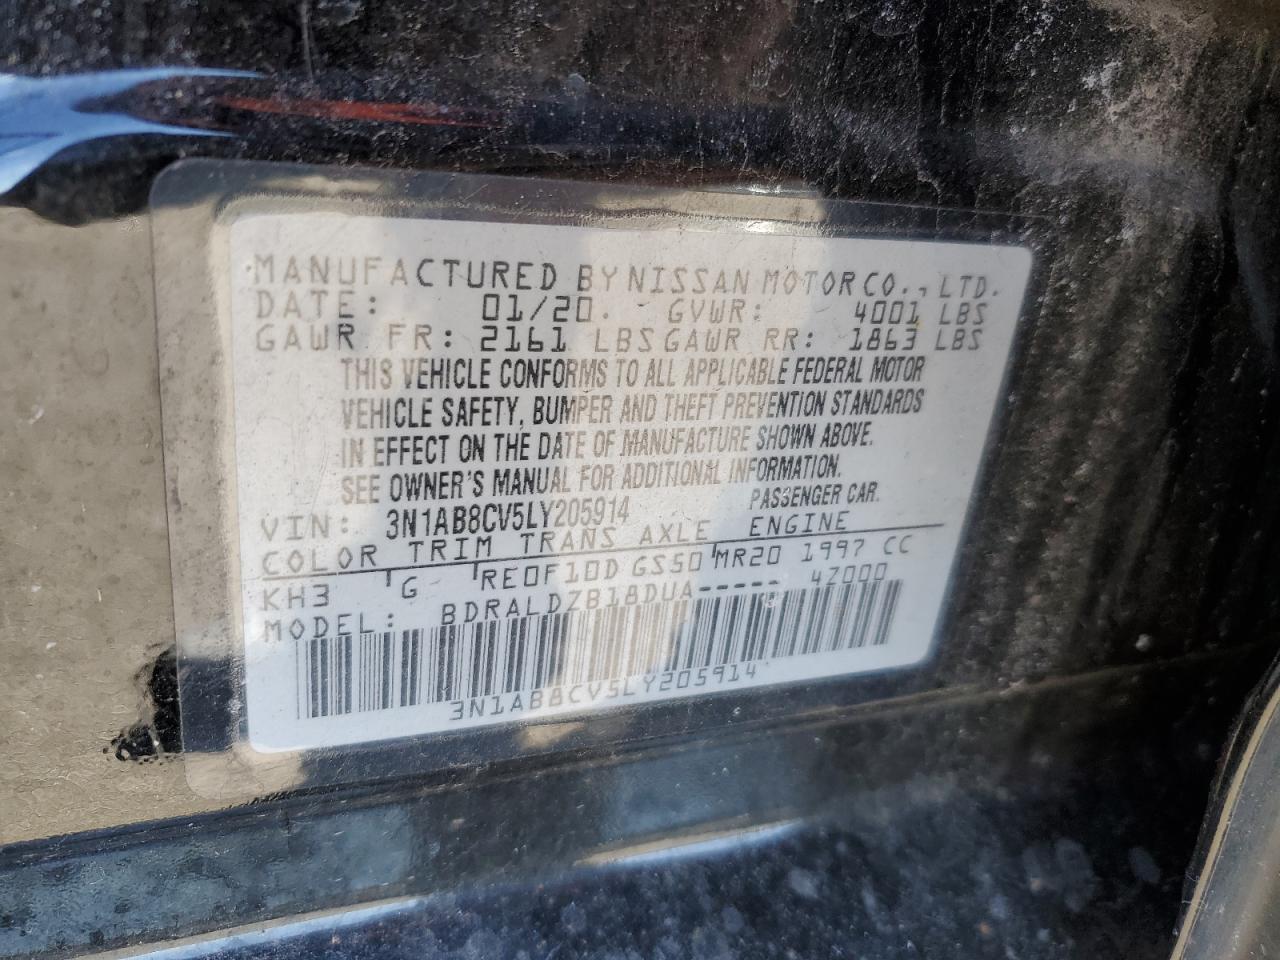 MANUFACTURED BY NISSAN MOTOR CO., LTD.
DATE: 01/20. GVWR: 4001 LBS
GAWR FR: 2161 LBS GAWR RR: 1863 LBS
THIS VEHICLE CONFORMS TO ALL APPLICABLE FEDERAL MOTOR
VEHICLE SAFETY, BUMPER AND THEFT PREVENTION STANDARDS
IN EFFECT ON THE DATE OF MANUFACTURE SHOWN ABOVE.
SEE OWNER'S MANUAL FOR ADDITIONAL INFORMATION.
VIN: 3N1AB8CV5LY205914 PASSENGER CAR.
COLOR TRIM TRANS AXLE ENGINE
KH3 G RE0F10D GS50 MR20 1997 CC
MODEL: BDRALDZB18DUA----- 4Z000
3N1AB8CV5LY205914